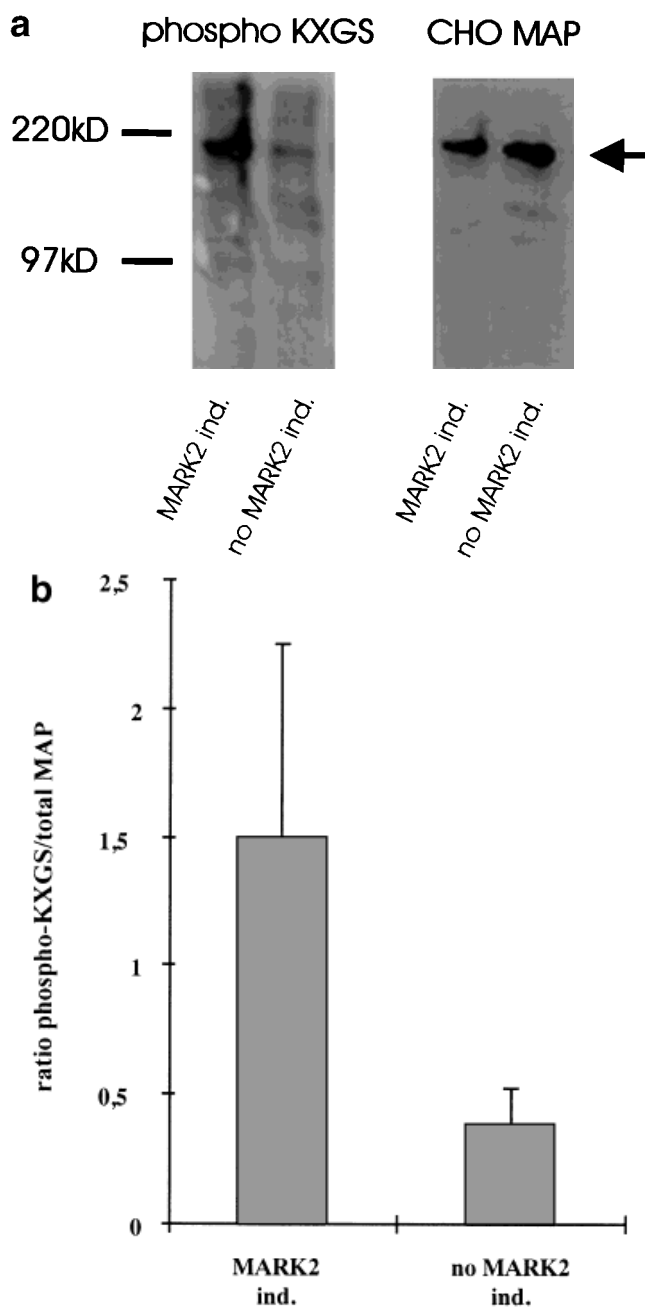 a
phospho KXGS CHO MAP
220kD
97kD
MARK2 ind.
no MARK2 ind.
MARK2 ind.
no MARK2 ind.
b
2,5
2
1,5
1
0,5
0
ratio phospho-KXGS/total MAP
MARK2
ind.
no MARK2
ind.